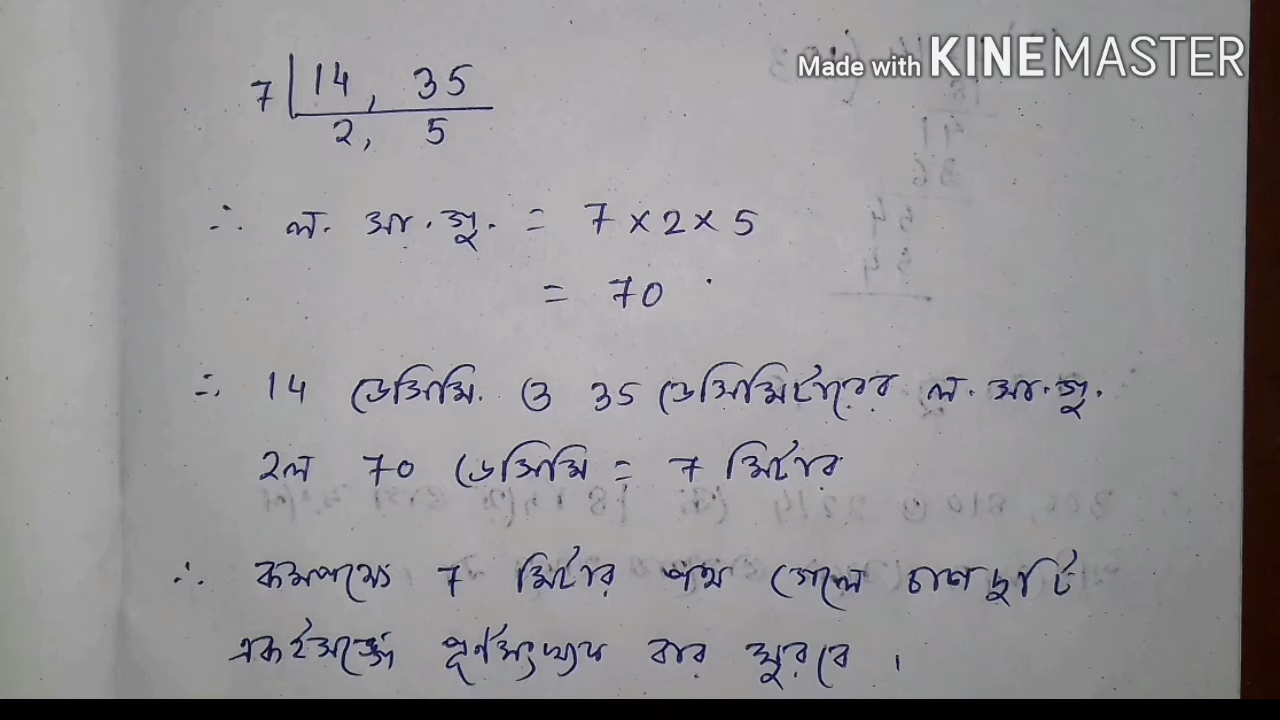 Made with KINEMASTER
7 | 14, 35
2, 5
∴ ল. সা. গু. = 7 × 2 × 5
= 70
∴ 14 ডেসিমি. ও 35 ডেসিমিটারের ল. সা. গু.
হল 70 ডেসিমি = 7 মিটার
∴ কমপক্ষে 7 মিটার পথ গেলে চাকাদুটি
একইসঙ্গে পূর্ণসংখ্যক বার ঘুরবে ।